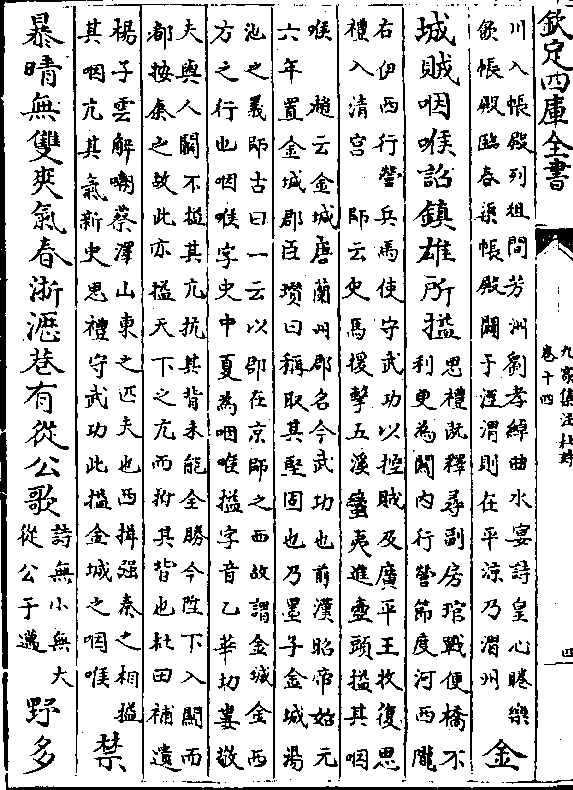 欽定四庫全書
九家集注杜詩
卷十四
四
川入帳殿列俎間芳洲劉孝綽曲水宴詩皇心睠樂
飲帳殿臨春渠帳殿闢于涇渭則在平涼乃渭州
金
城賊咽喉詔鎮雄所搤
思禮既釋尋副房琯戰便橋不
利更為關内行營節度河西隴
右伊西行營兵馬使守武功以控賊及廣平王收復思
禮入清宫　師云史馬援擊五溪蠻夷進壺頭搤其咽
喉　趙云金城唐蘭州郡名今武功也前漢昭帝始元
六年置金城郡臣瓚曰稱取其堅固也乃墨子金城湯
池之義師古曰一云以郡在京師之西故謂金城金西
方之行也咽喉字史中夏為咽喉搤字音乙華切婁敬
夫與人鬭不搤其亢抗其背未能全勝今陛下入關而
都按秦之故此亦搤天下之亢而拊其背也杜田補遺
楊子雲解嘲蔡澤山東之匹夫也西揖强秦之相搤
其咽亢其氣新史思禮守武功此搤金城之咽喉
禁
暴晴無雙爽氣春淅瀝巷有從公歌
詩無小無大
從公于邁
野多